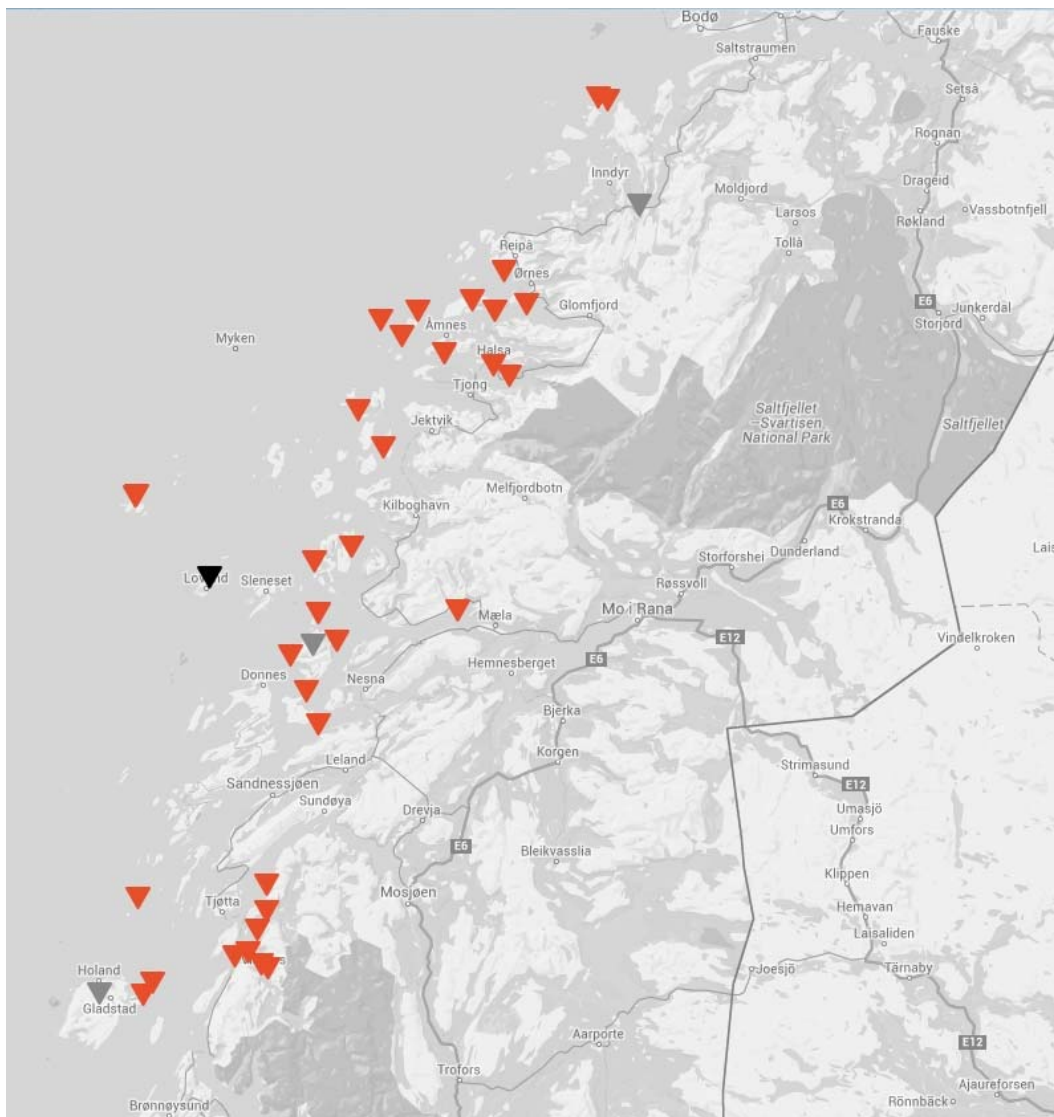 Bodø
Fauske
Saltstraumen
Setså
Rognan
Inndyr
Moldjord
Drageid
Larsos
Røkland
Vassbotnfjell
Tollå
Reipå
Ørnes
Glomfjord
E6
Junkerdal
Storjord
Åmnes
Myken
Halsa
Tjong
Saltfjellet
-Svartisen
National Park
Saltfjellet
Jektvik
Melfjordbotn
Kilboghavn
E6
Krokstranda
Dunderland
Storforshei
Sleneset
Røssvoll
Mo i Rana
Mæla
E12
Vindelkroken
Hemnesberget
E6
Donnes
Nesna
Bjerka
Korgen
Leland
Strimasund
Sandnessjøen
E12
Sundøya
Drevja
Umasjö
Umfors
E6
Bleikvasslia
Klippen
Mosjøen
Tjøtta
Hemavan
Laisaliden
Holand
Joesjö
Tärnaby
Gladstad
Aarporte
E12
Trofors
Ajaureforsen
Rönnbäck
Brønnøysund